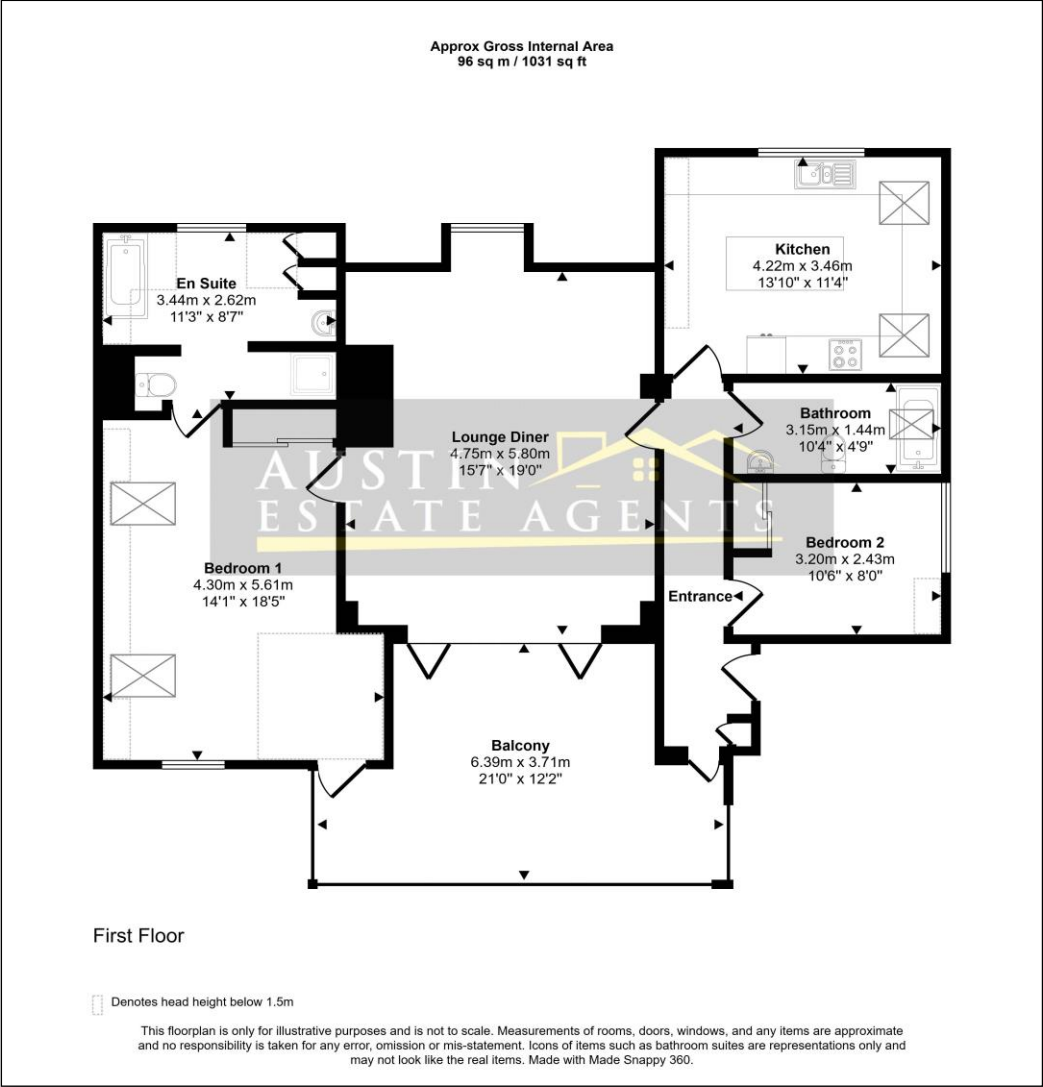 Approx Gross Internal Area
96 sq m / 1031 sq ft
Kitchen
4.22m x 3.46m
13'10" x 11'4"
En Suite
3.44m x 2.62m
11'3" x 8'7"
Bathroom
3.15m x 1.44m
10'4" x 4'9"
Lounge Diner
4.75m x 5.80m
15'7" x 19'0"
AUSTIN
ESTATE AGENTS
Bedroom 2
3.20m x 2.43m
10'6" x 8'0"
Bedroom 1
4.30m x 5.61m
14'1" x 18'5"
Entrance
Balcony
6.39m x 3.71m
21'0" x 12'2"
First Floor
Denotes head height below 1.5m
This floorplan is only for illustrative purposes and is not to scale. Measurements of rooms, doors, windows, and any items are approximate
and no responsibility is taken for any error, omission or mis-statement. Icons of items such as bathroom suites are representations only and
may not look like the real items. Made with Made Snappy 360.